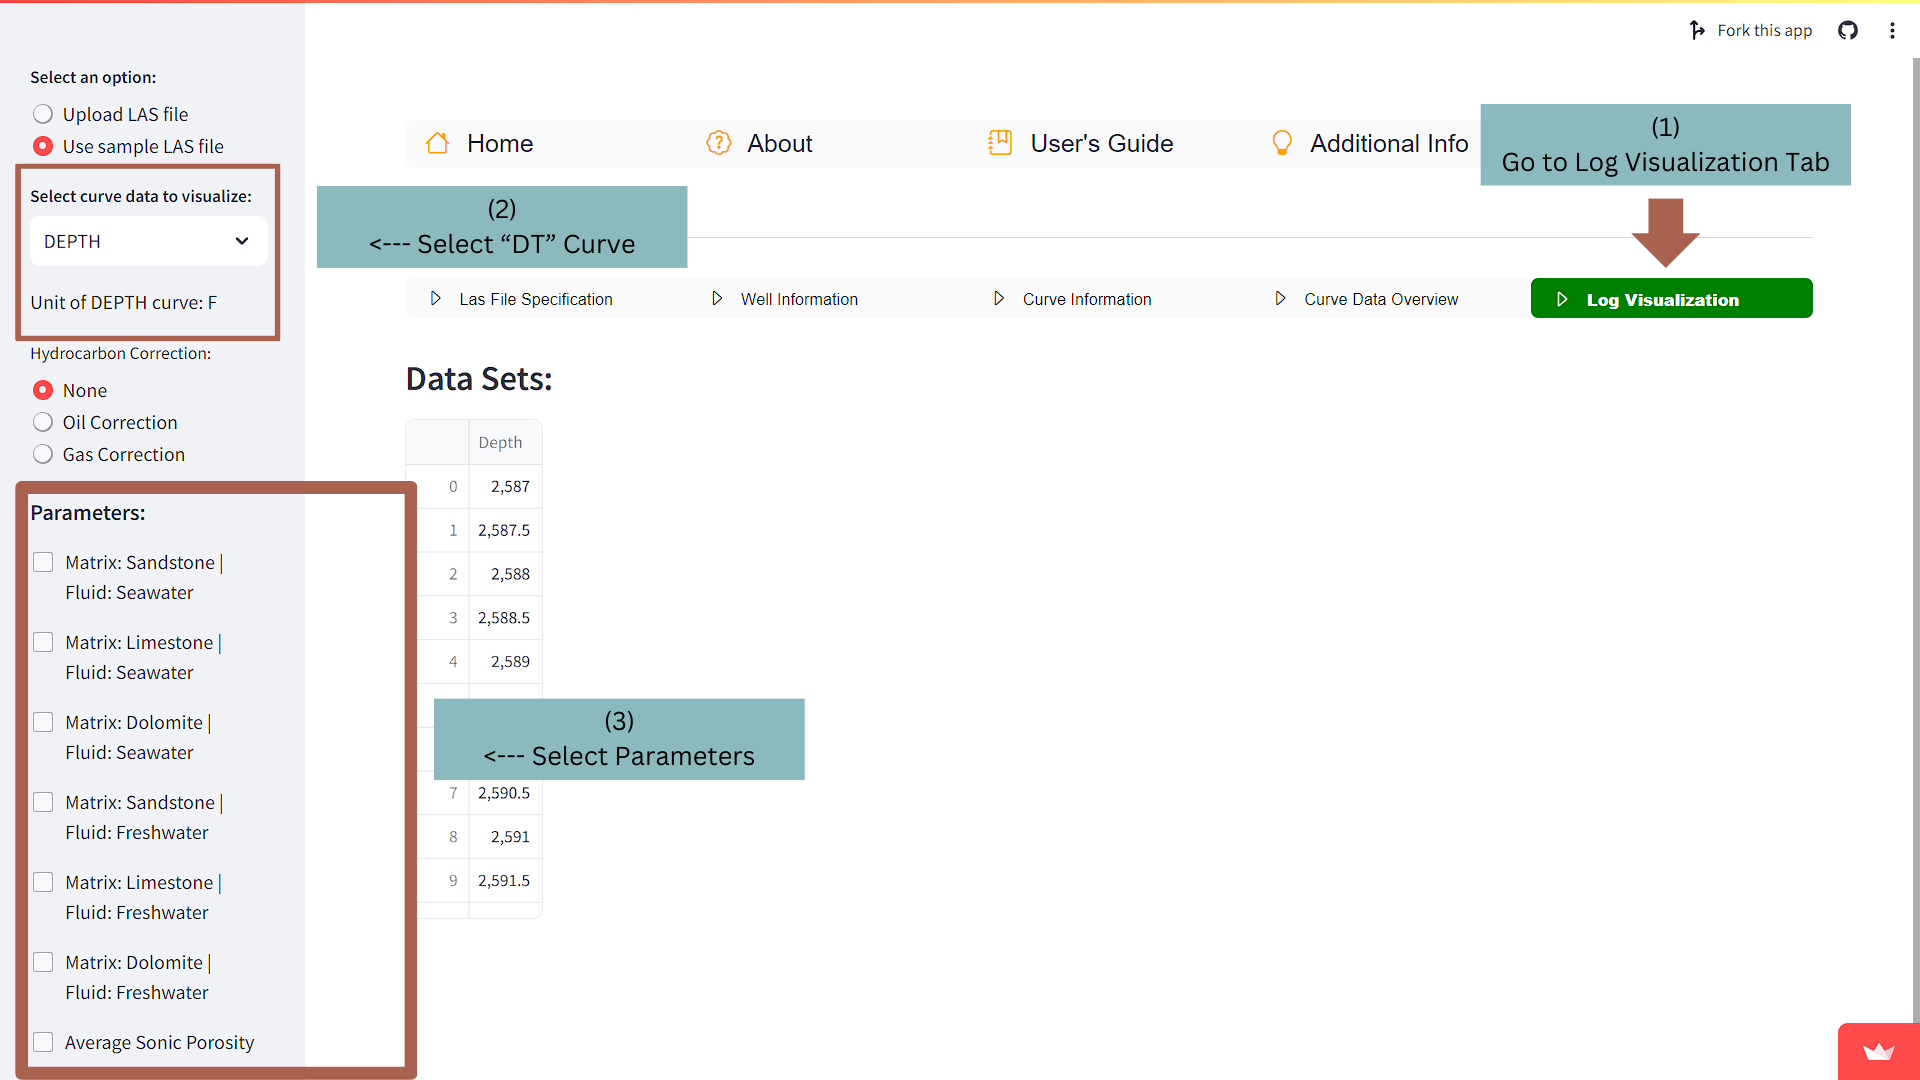 Fork this app
Select an option:
Upload LAS file
Use sample LAS file
Select curve data to visualize:
DEPTH
Unit of DEPTH curve: F
Hydrocarbon Correction:
None
Oil Correction
Gas Correction
Parameters:
Matrix: Sandstone |
Fluid: Seawater
Matrix: Limestone |
Fluid: Seawater
Matrix: Dolomite |
Fluid: Seawater
Matrix: Sandstone |
Fluid: Freshwater
Matrix: Limestone |
Fluid: Freshwater
Matrix: Dolomite |
Fluid: Freshwater
Average Sonic Porosity
Home About User's Guide Additional Info
(1)
Go to Log Visualization Tab
(2)
<--- Select “DT” Curve
Las File Specification Well Information Curve Information Curve Data Overview Log Visualization
Data Sets:
Depth
0 2,587
1 2,587.5
2 2,588
3 2,588.5
4 2,589
(3)
<--- Select Parameters
7 2,590.5
8 2,591
9 2,591.5